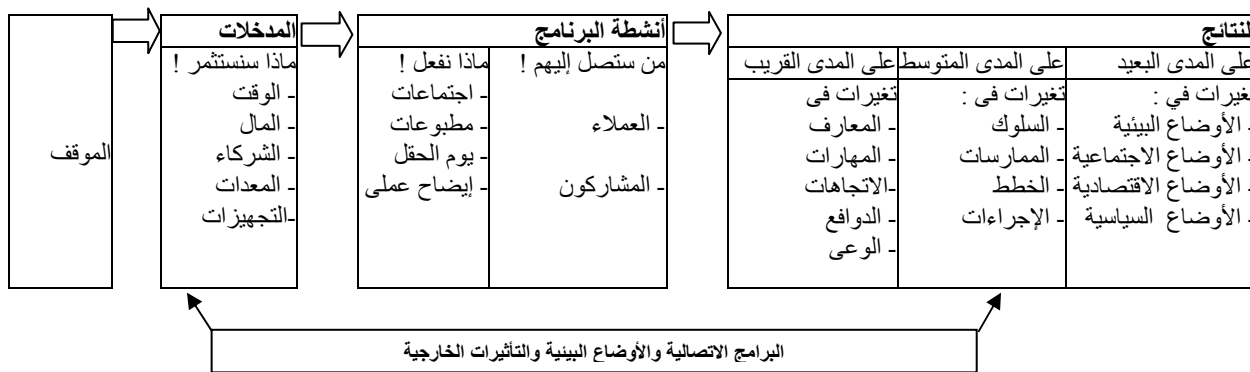 الموقف
المدخلات
ماذا سنستثمر !
- الوقت
- المال
- الشركاء
- المعدات
-التجهيزات
أنشطة البرنامج
ماذا نفعل !
- اجتماعات
- مطبوعات
- يوم الحقل
- إيضاح عملى
من ستصل إليهم !
- العملاء
- المشاركون
لنتائج
على المدى القريب
تغيرات فى
- المعارف
- المهارات
-الاتجاهات
- الدوافع
- الوعى
على المدى المتوسط
تغيرات فى :
- السلوك
- الممارسات
- الخطط
- الإجراءات
على المدى البعيد
تغيرات في :
- الأوضاع البيئية
- الأوضاع الاجتماعية
- الأوضاع الاقتصادية
- الأوضاع السياسية
البرامج الاتصالية والأوضاع البيئية والتأثيرات الخارجية